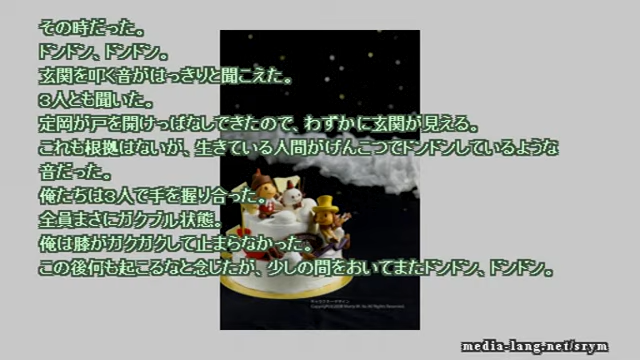 その時だった。
ドンドン、ドンドン。
玄関を叩く音がはっきりと聞こえた。
３人とも聞いた。
定岡が戸を開けっぱなしできたので、わずかに玄関が見える。
これも根拠はないが、生きている人間がげんこつでドンドンしているような
音だった。
俺たちは３人で手を握り合った。
全員まさにガクブル状態。
俺は膝がガクガクして止まらなかった。
この後何も起こるなと念じたが、少しの間をおいてまたドンドン、ドンドン。
media-lang.net/srym